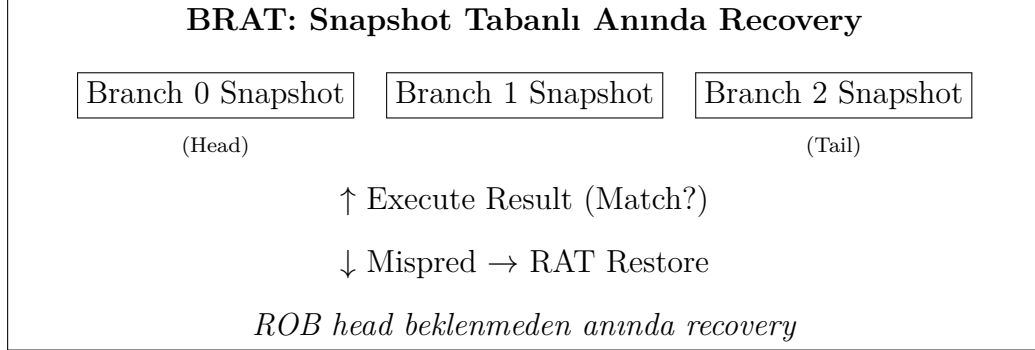 BRAT: Snapshot Tabanlı Anında Recovery
Branch 0 Snapshot Branch 1 Snapshot Branch 2 Snapshot
(Head) (Tail)
↑ Execute Result (Match?)
↓ Mispred → RAT Restore
ROB head beklenmeden anında recovery